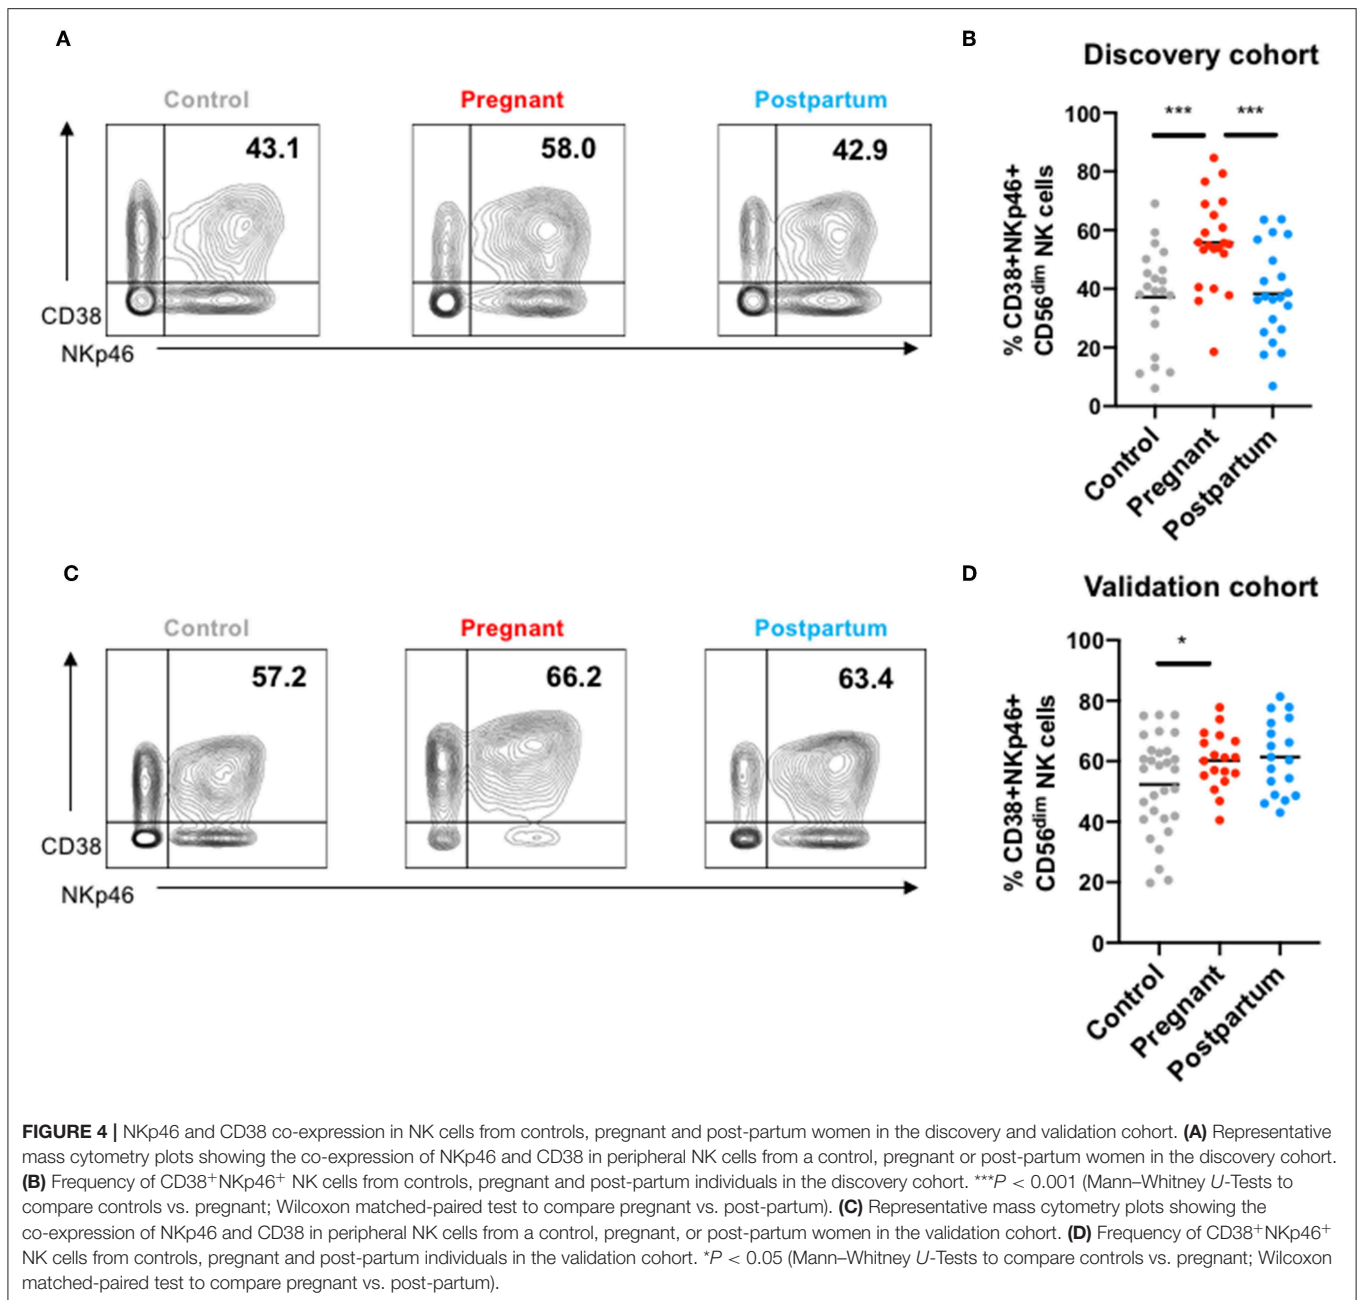 A
Control
Pregnant
Postpartum
43.1
58.0
42.9
CD38
NKp46
B
Discovery cohort
***
***
% CD38+NKp46+
CD56dim NK cells
100
80
60
40
20
0
Control
Pregnant
Postpartum
C
Control
Pregnant
Postpartum
57.2
66.2
63.4
CD38
NKp46
D
Validation cohort
*
% CD38+NKp46+
CD56dim NK cells
100
80
60
40
20
0
Control
Pregnant
Postpartum
FIGURE 4 | NKp46 and CD38 co-expression in NK cells from controls, pregnant and post-partum women in the discovery and validation cohort. (A) Representative
mass cytometry plots showing the co-expression of NKp46 and CD38 in peripheral NK cells from a control, pregnant or post-partum women in the discovery cohort.
(B) Frequency of CD38⁺NKp46⁺ NK cells from controls, pregnant and post-partum individuals in the discovery cohort. ***P < 0.001 (Mann–Whitney U-Tests to
compare controls vs. pregnant; Wilcoxon matched-paired test to compare pregnant vs. post-partum). (C) Representative mass cytometry plots showing the
co-expression of NKp46 and CD38 in peripheral NK cells from a control, pregnant, or post-partum women in the validation cohort. (D) Frequency of CD38⁺NKp46⁺
NK cells from controls, pregnant and post-partum individuals in the validation cohort. *P < 0.05 (Mann–Whitney U-Tests to compare controls vs. pregnant; Wilcoxon
matched-paired test to compare pregnant vs. post-partum).